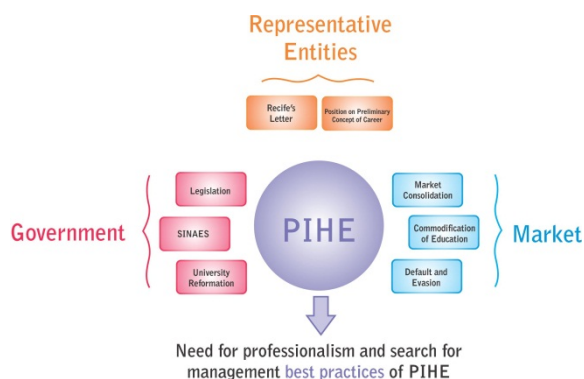 Representative
Entities
Recife's
Letter
Position on Preliminary
Concept of Career
Legislation
Market
Consolidation
Government
SINAES
PIHE
Commodification
of Education
Market
University
Reformation
Default and
Evasion
Need for professionalism and search for
management best practices of PIHE